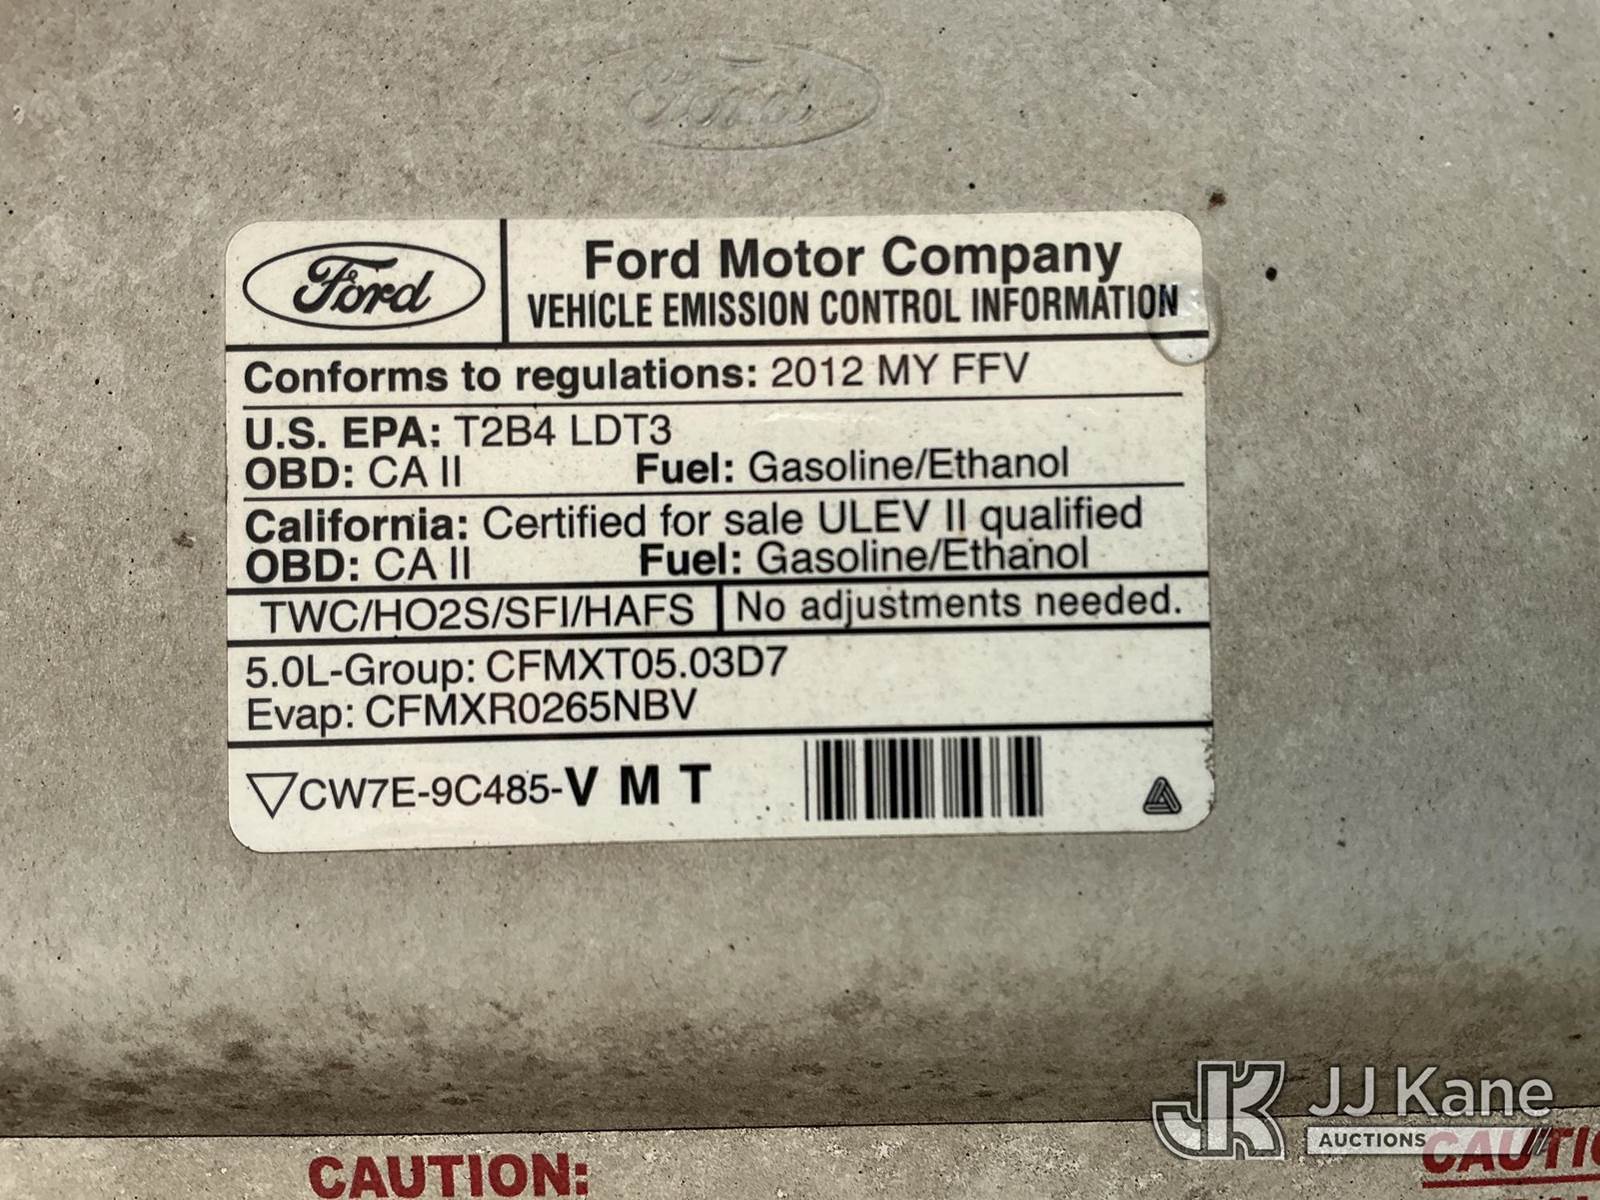 Ford
Ford
Ford Motor Company
VEHICLE EMISSION CONTROL INFORMATION
Conforms to regulations: 2012 MY FFV
U.S. EPA: T2B4 LDT3
OBD: CA II Fuel: Gasoline/Ethanol
California: Certified for sale ULEV II qualified
OBD: CA II Fuel: Gasoline/Ethanol
TWC/HO2S/SFI/HAFS No adjustments needed.
5.0L-Group: CFMXT05.03D7
Evap: CFMXR0265NBV
CW7E-9C485-V M T
JK JJ Kane
AUCTIONS
CAUTION: